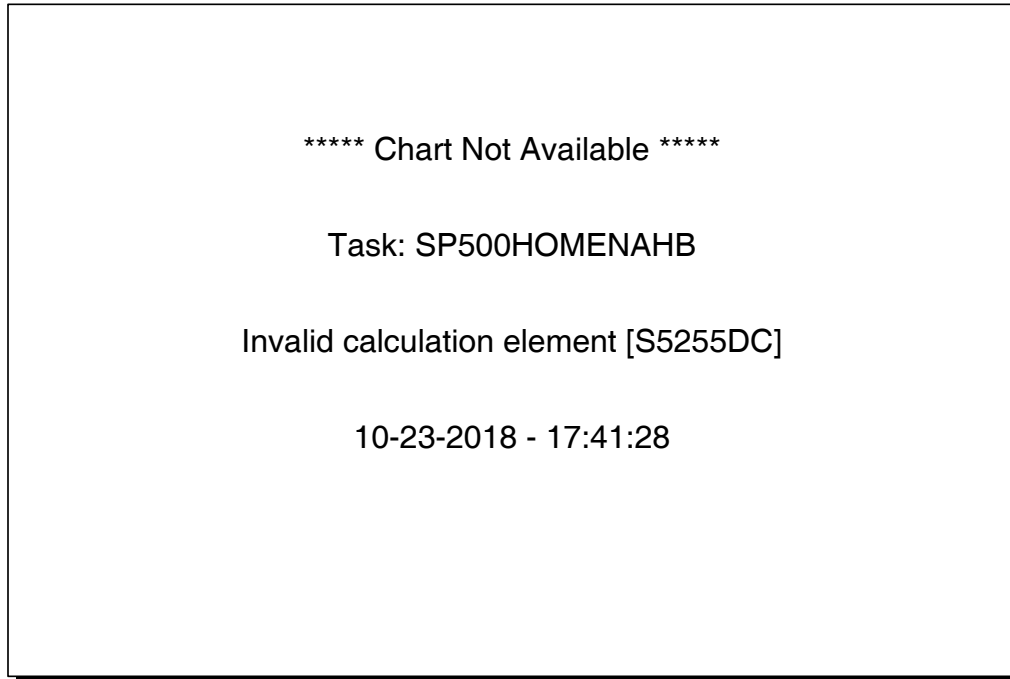 ***** Chart Not Available *****
Task: SP500HOMENAHB
Invalid calculation element [S5255DC]
10-23-2018 - 17:41:28